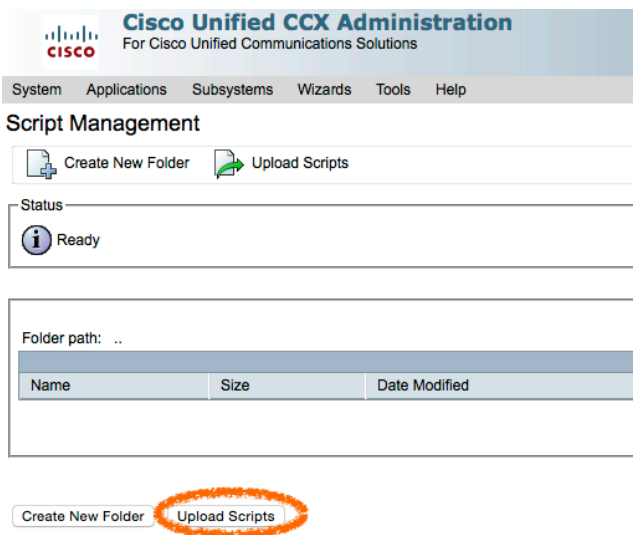 CISCO
Cisco Unified CCX Administration
For Cisco Unified Communications Solutions
System Applications Subsystems Wizards Tools Help
Script Management
Create New Folder Upload Scripts
Status
i Ready
Folder path: ..
Name Size Date Modified
Create New Folder Upload Scripts